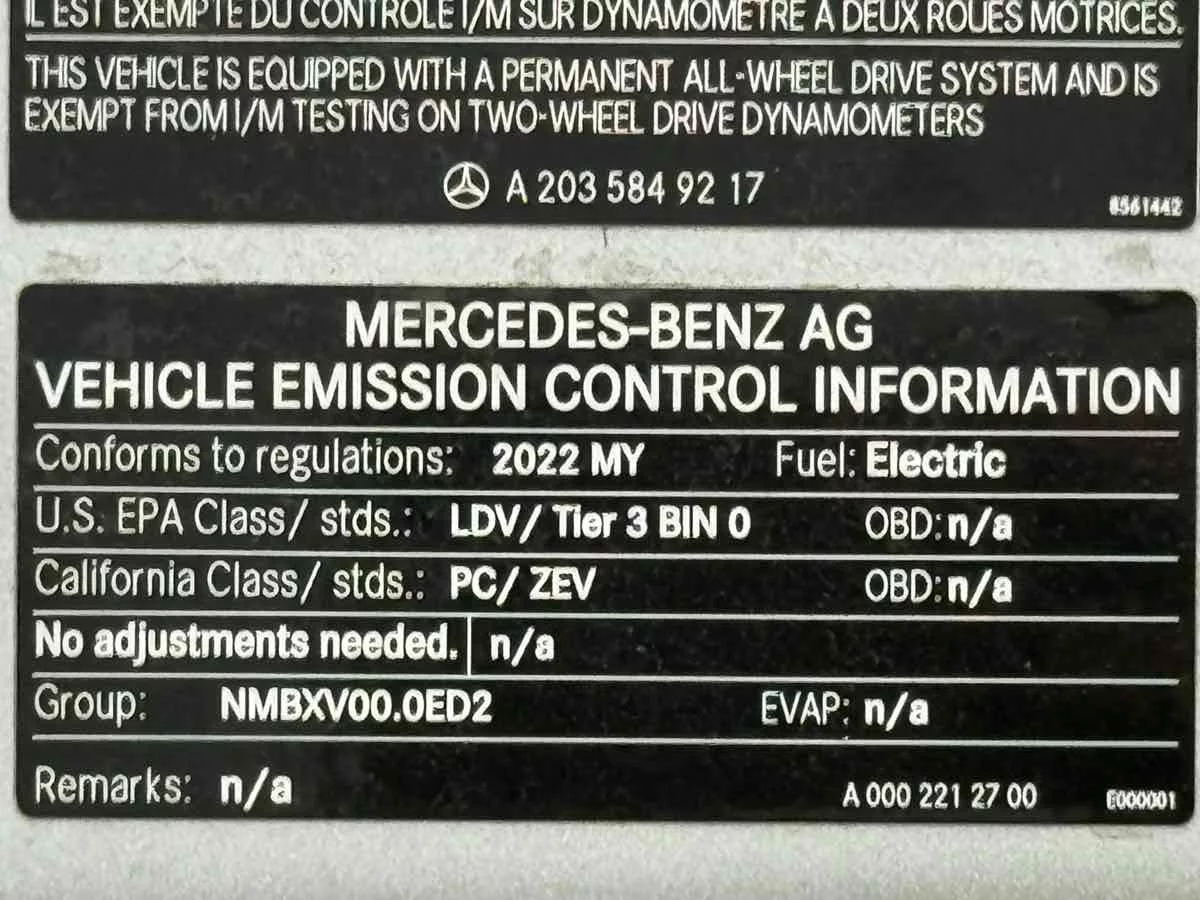 IL EST EXEMPTE DU CONTROLE I/M SUR DYNAMOMETRE A DEUX ROUES MOTRICES.
THIS VEHICLE IS EQUIPPED WITH A PERMANENT ALL-WHEEL DRIVE SYSTEM AND IS
EXEMPT FROM I/M TESTING ON TWO-WHEEL DRIVE DYNAMOMETERS
A 203 584 92 17
MERCEDES-BENZ AG
VEHICLE EMISSION CONTROL INFORMATION
Conforms to regulations: 2022 MY Fuel: Electric
U.S. EPA Class/ stds.: LDV/ Tier 3 BIN 0 OBD: n/a
California Class/ stds.: PC/ ZEV OBD: n/a
No adjustments needed. n/a
Group: NMBXV00.0ED2 EVAP: n/a
Remarks: n/a A 000 221 27 00 E000001